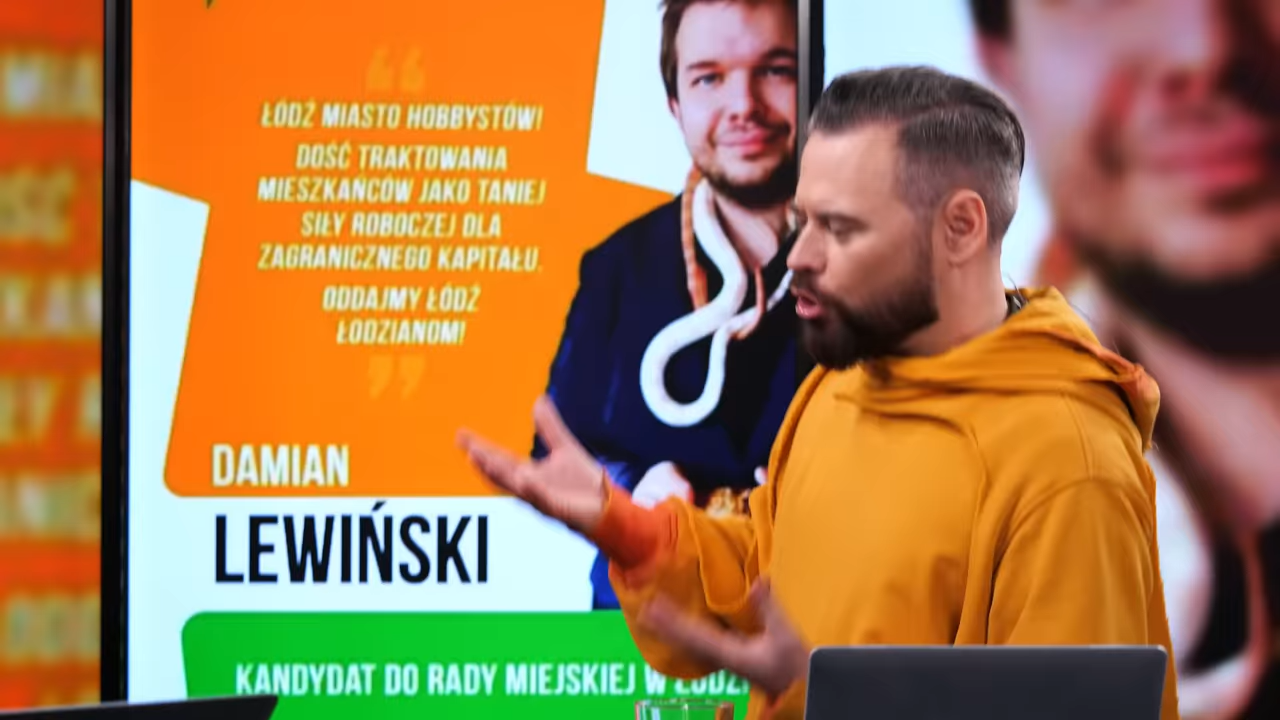 ŁÓDŹ MIASTO HOBBYSTÓW!
DOŚĆ TRAKTOWANIA
MIESZKAŃCÓW JAKO TANIEJ
SIŁY ROBOCZEJ DLA
ZAGRANICZNEGO KAPITAŁU.
ODDAJMY ŁÓDŹ
ŁODZIANOM!
DAMIAN
LEWIŃSKI
KANDYDAT DO RADY MIEJSKIEJ W ŁODZI